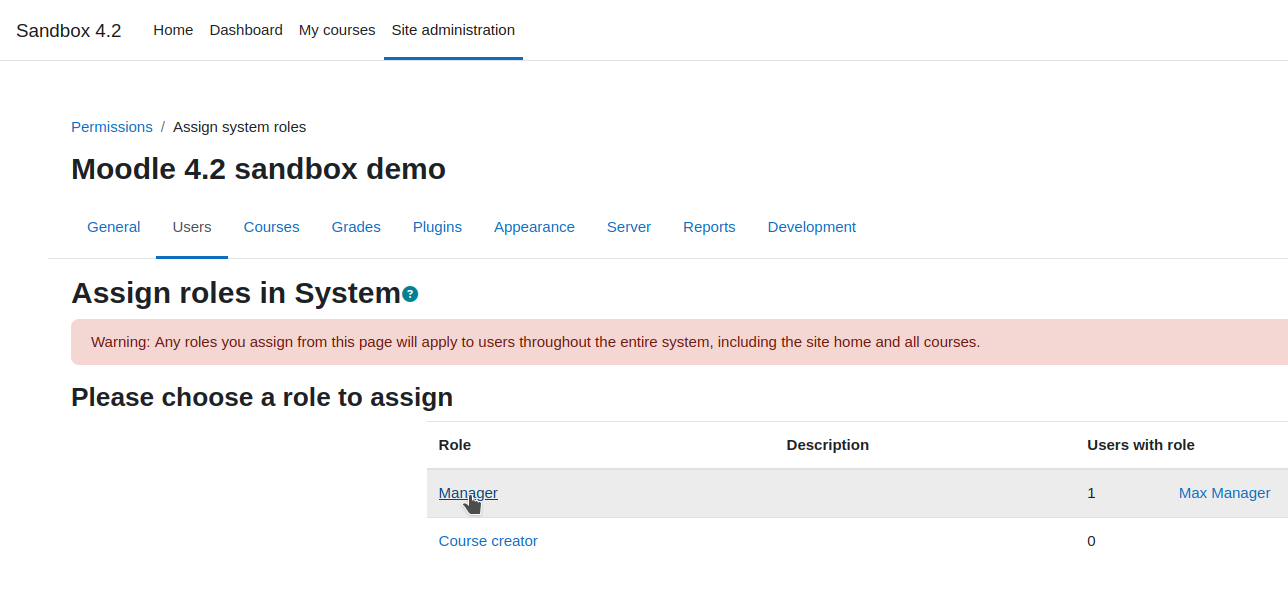 Sandbox 4.2 Home Dashboard My courses Site administration
Permissions / Assign system roles
Moodle 4.2 sandbox demo
General Users Courses Grades Plugins Appearance Server Reports Development
Assign roles in System ?
Warning: Any roles you assign from this page will apply to users throughout the entire system, including the site home and all courses.
Please choose a role to assign
Role Description Users with role
Manager 1 Max Manager
Course creator 0